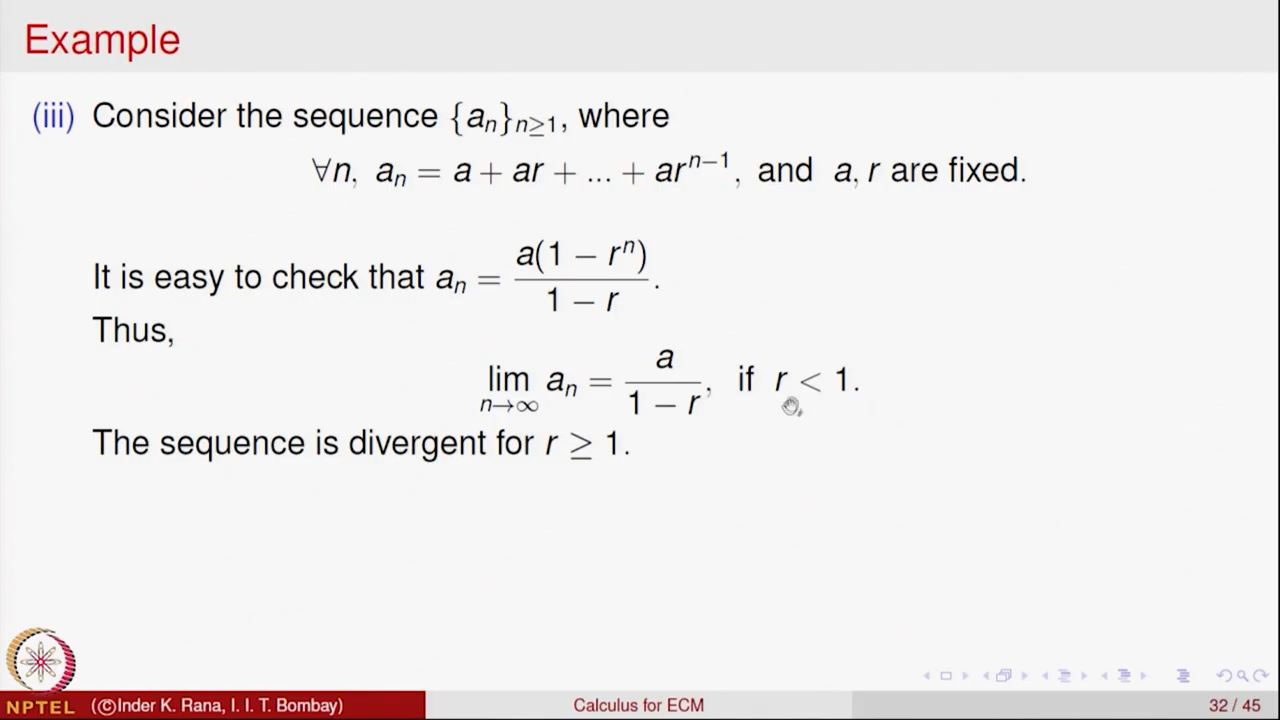 Example
(iii) Consider the sequence {aₙ}ₙ≥₁, where
∀n, aₙ = a + ar + ... + arⁿ⁻¹, and a, r are fixed.
It is easy to check that aₙ = a(1 − rⁿ) / 1 − r.
Thus,
lim n→∞ aₙ = a / 1 − r, if r < 1.
The sequence is divergent for r ≥ 1.
NPTEL (©Inder K. Rana, I. I. T. Bombay) Calculus for ECM 32 / 45